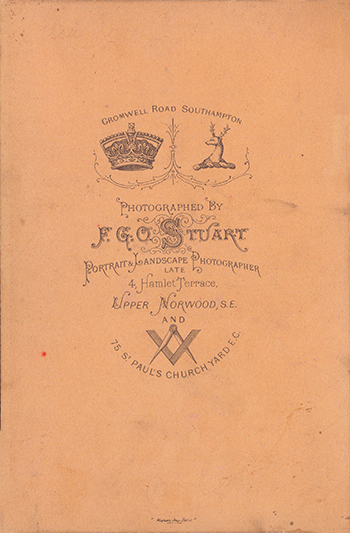 CROMWELL ROAD SOUTHAMPTON
PHOTOGRAPHED BY
F.G.O. STUART
PORTRAIT & LANDSCAPE PHOTOGRAPHER
LATE
4, Hamlet Terrace,
UPPER NORWOOD, S.E.
AND
75 ST PAUL'S CHURCH YARD E.C.